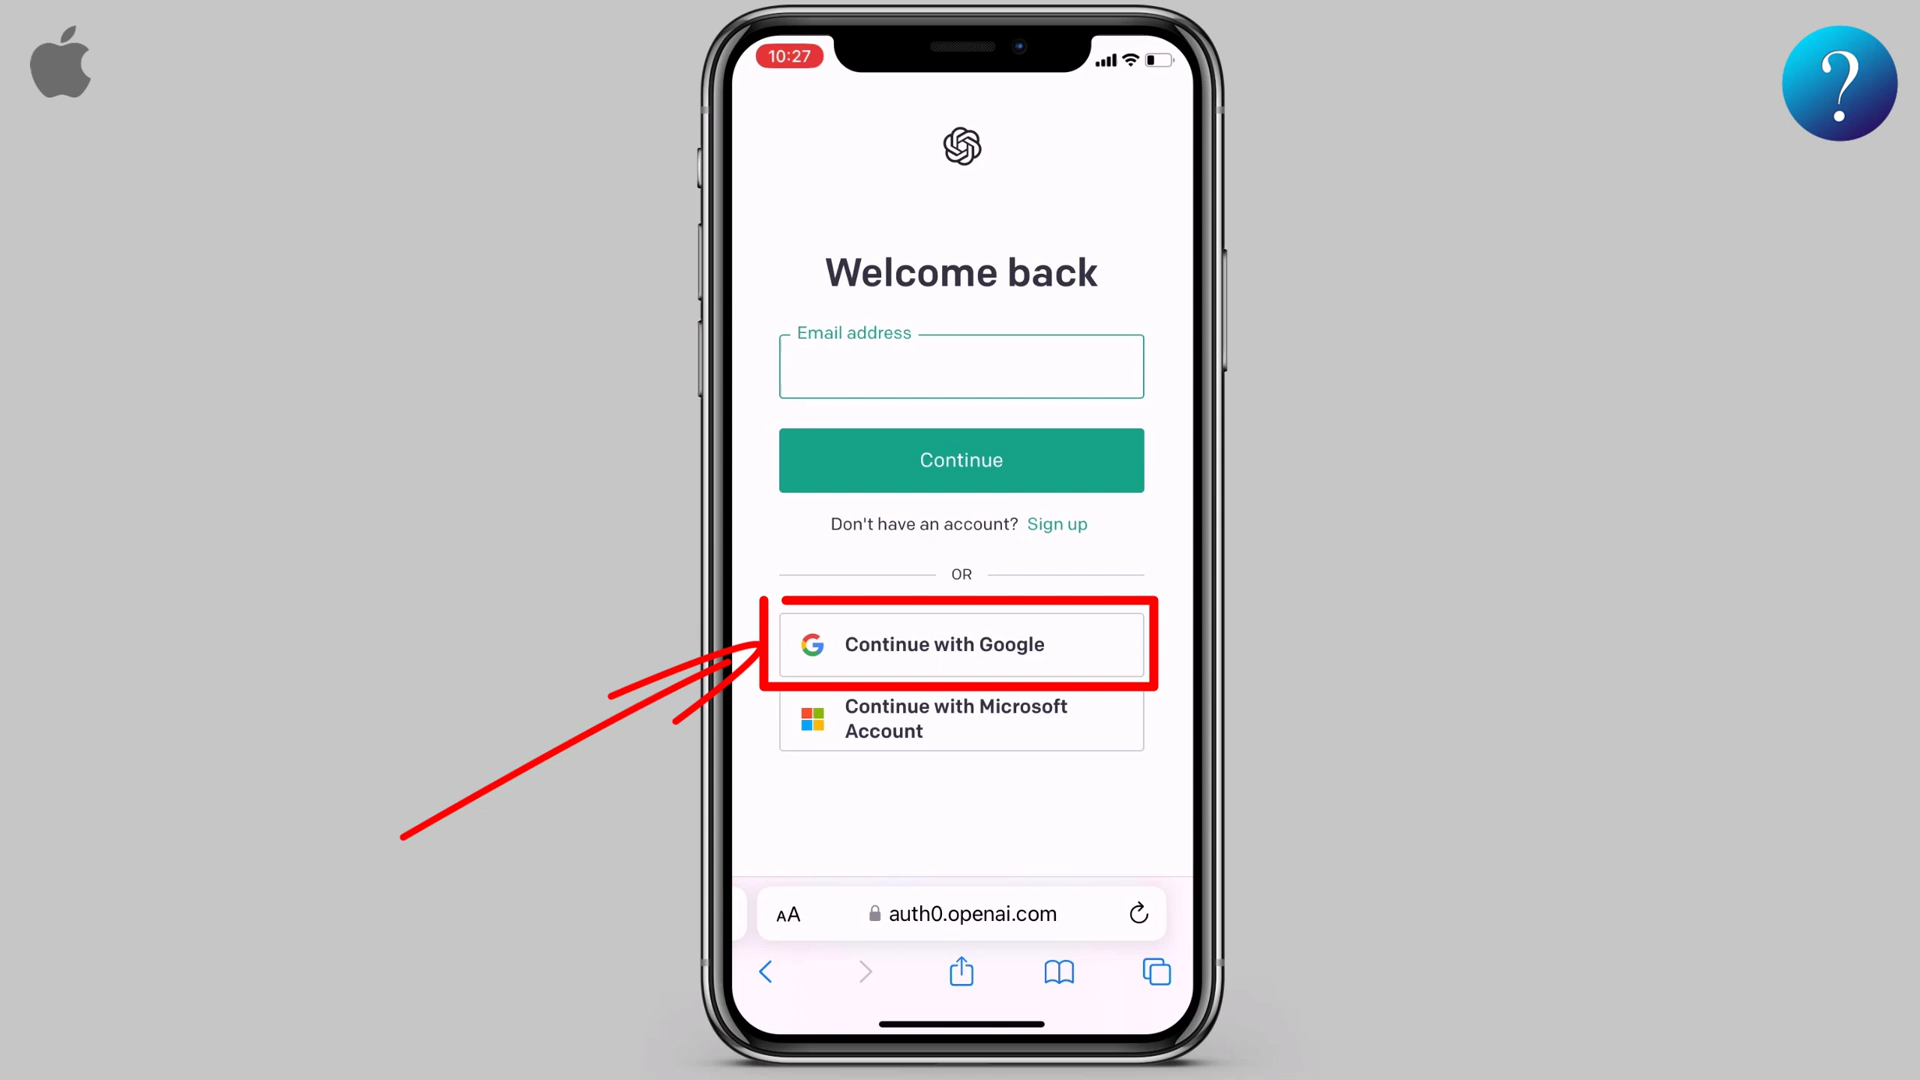 10:27
?
Welcome back
Email address
Continue
Don't have an account? Sign up
OR
Continue with Google
Continue with Microsoft
Account
AA
auth0.openai.com